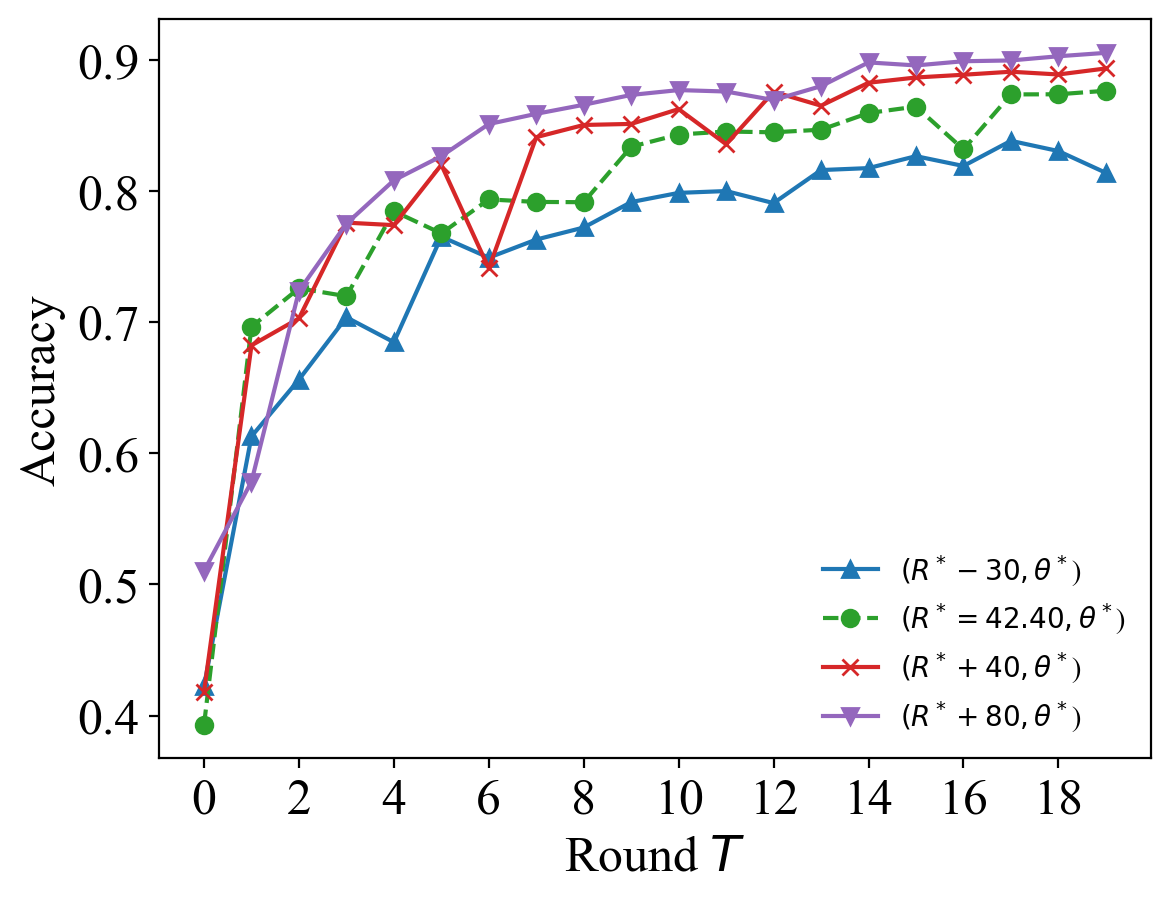 0.9
0.8
0.7
0.6
0.5
0.4
Accuracy
(R* − 30, θ*)
(R* = 42.40, θ*)
(R* + 40, θ*)
(R* + 80, θ*)
0 2 4 6 8 10 12 14 16 18
Round T